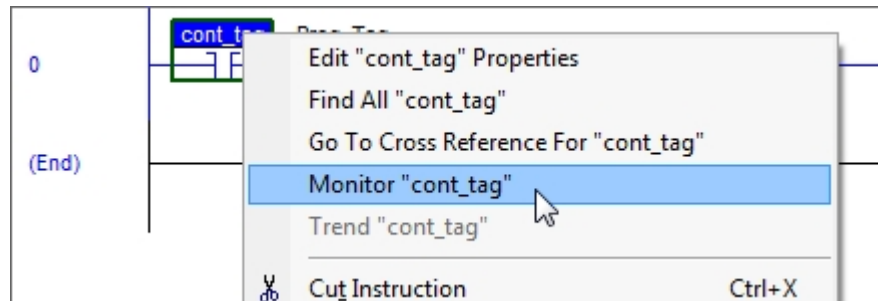 cont_tag
0
Edit "cont_tag" Properties
Find All "cont_tag"
Go To Cross Reference For "cont_tag"
(End)
Monitor "cont_tag"
Trend "cont_tag"
Cut Instruction Ctrl+X